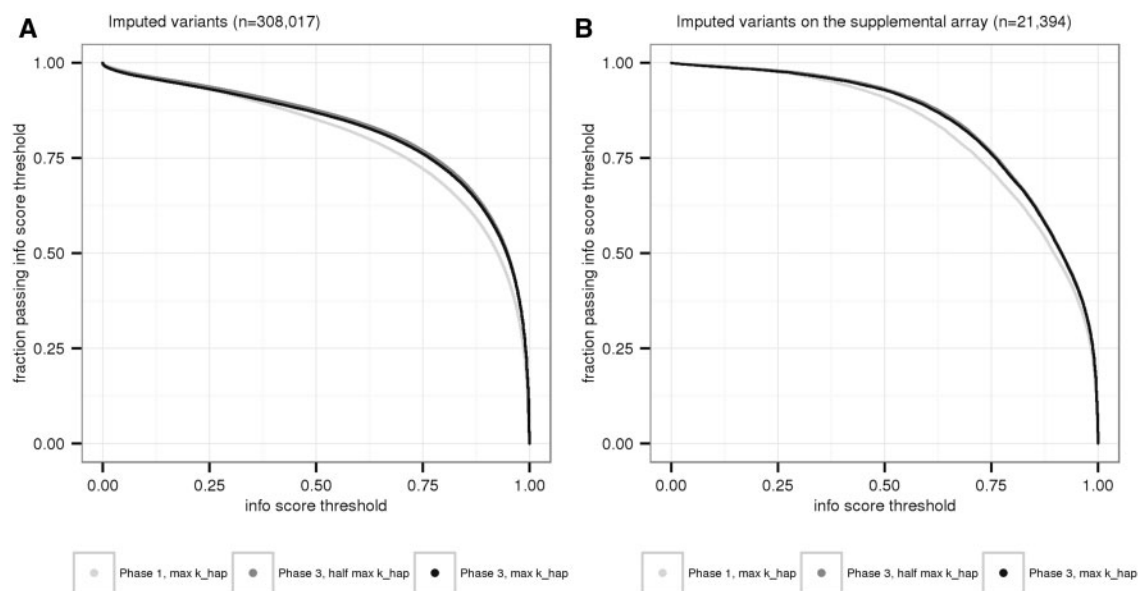 A
Imputed variants (n=308,017)
fraction passing info score threshold
1.00
0.75
0.50
0.25
0.00
0.00 0.25 0.50 0.75 1.00
info score threshold
Phase 1, max k_hap Phase 3, half max k_hap Phase 3, max k_hap
B
Imputed variants on the supplemental array (n=21,394)
fraction passing info score threshold
1.00
0.75
0.50
0.25
0.00
0.00 0.25 0.50 0.75 1.00
info score threshold
Phase 1, max k_hap Phase 3, half max k_hap Phase 3, max k_hap